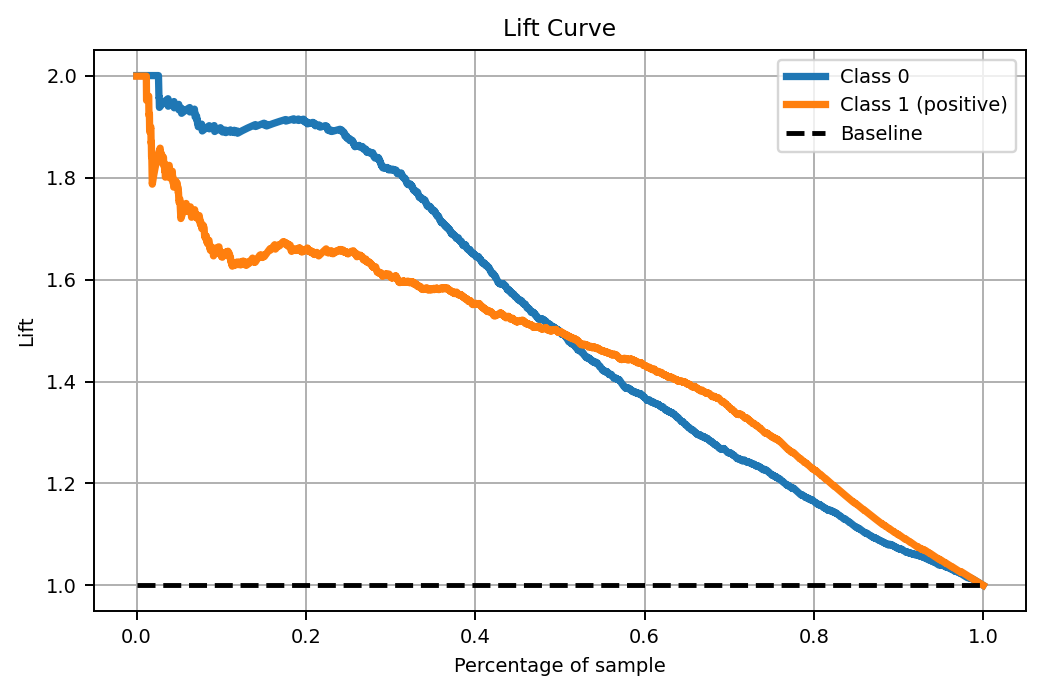 Lift Curve
Lift
2.0
1.8
1.6
1.4
1.2
1.0
Class 0
Class 1 (positive)
Baseline
0.0 0.2 0.4 0.6 0.8 1.0
Percentage of sample